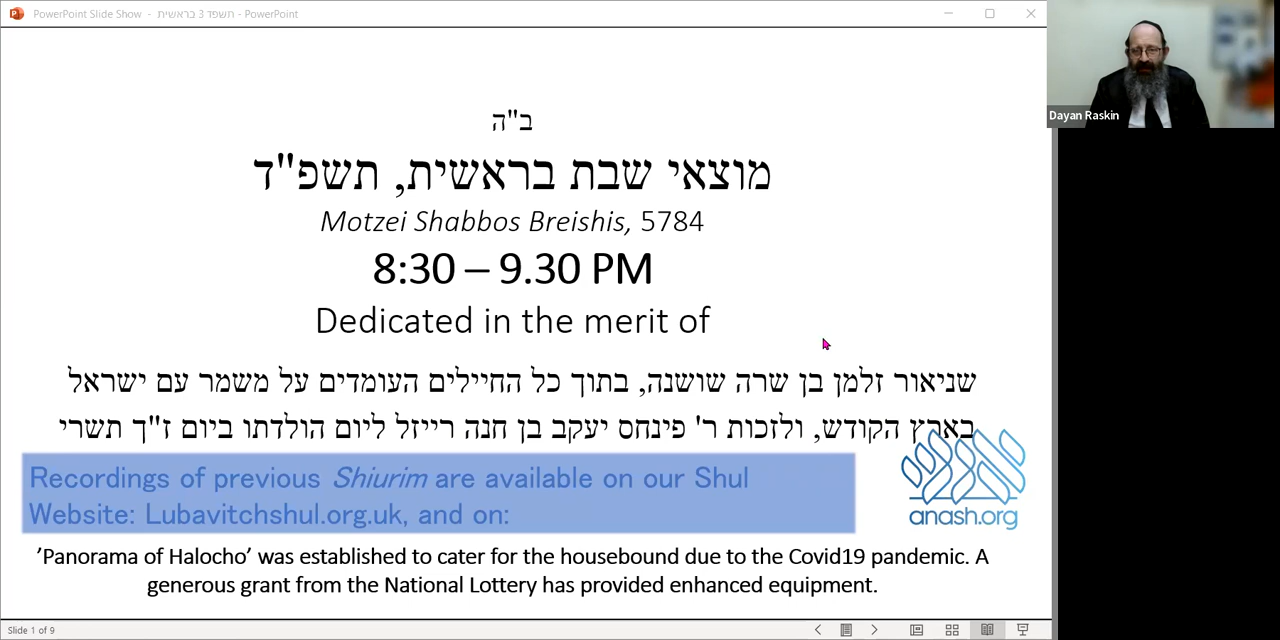 PowerPoint Slide Show - תשפד 3 בראשית - PowerPoint
Dayan Raskin
ב"ה
מוצאי שבת בראשית, תשפ"ד
Motzei Shabbos Breishis, 5784
8:30 – 9.30 PM
Dedicated in the merit of
שניאור זלמן בן שרה שושנה, בתוך כל החיילים העומדים על משמר עם ישראל
בארץ הקודש, ולזכות ר' פינחס יעקב בן חנה רייזל ליום הולדתו ביום ז"ך תשרי
Recordings of previous Shiurim are available on our Shul
Website: Lubavitchshul.org.uk, and on:
אנ"ש
anash.org
’Panorama of Halocho’ was established to cater for the housebound due to the Covid19 pandemic. A
generous grant from the National Lottery has provided enhanced equipment.
Slide 1 of 9